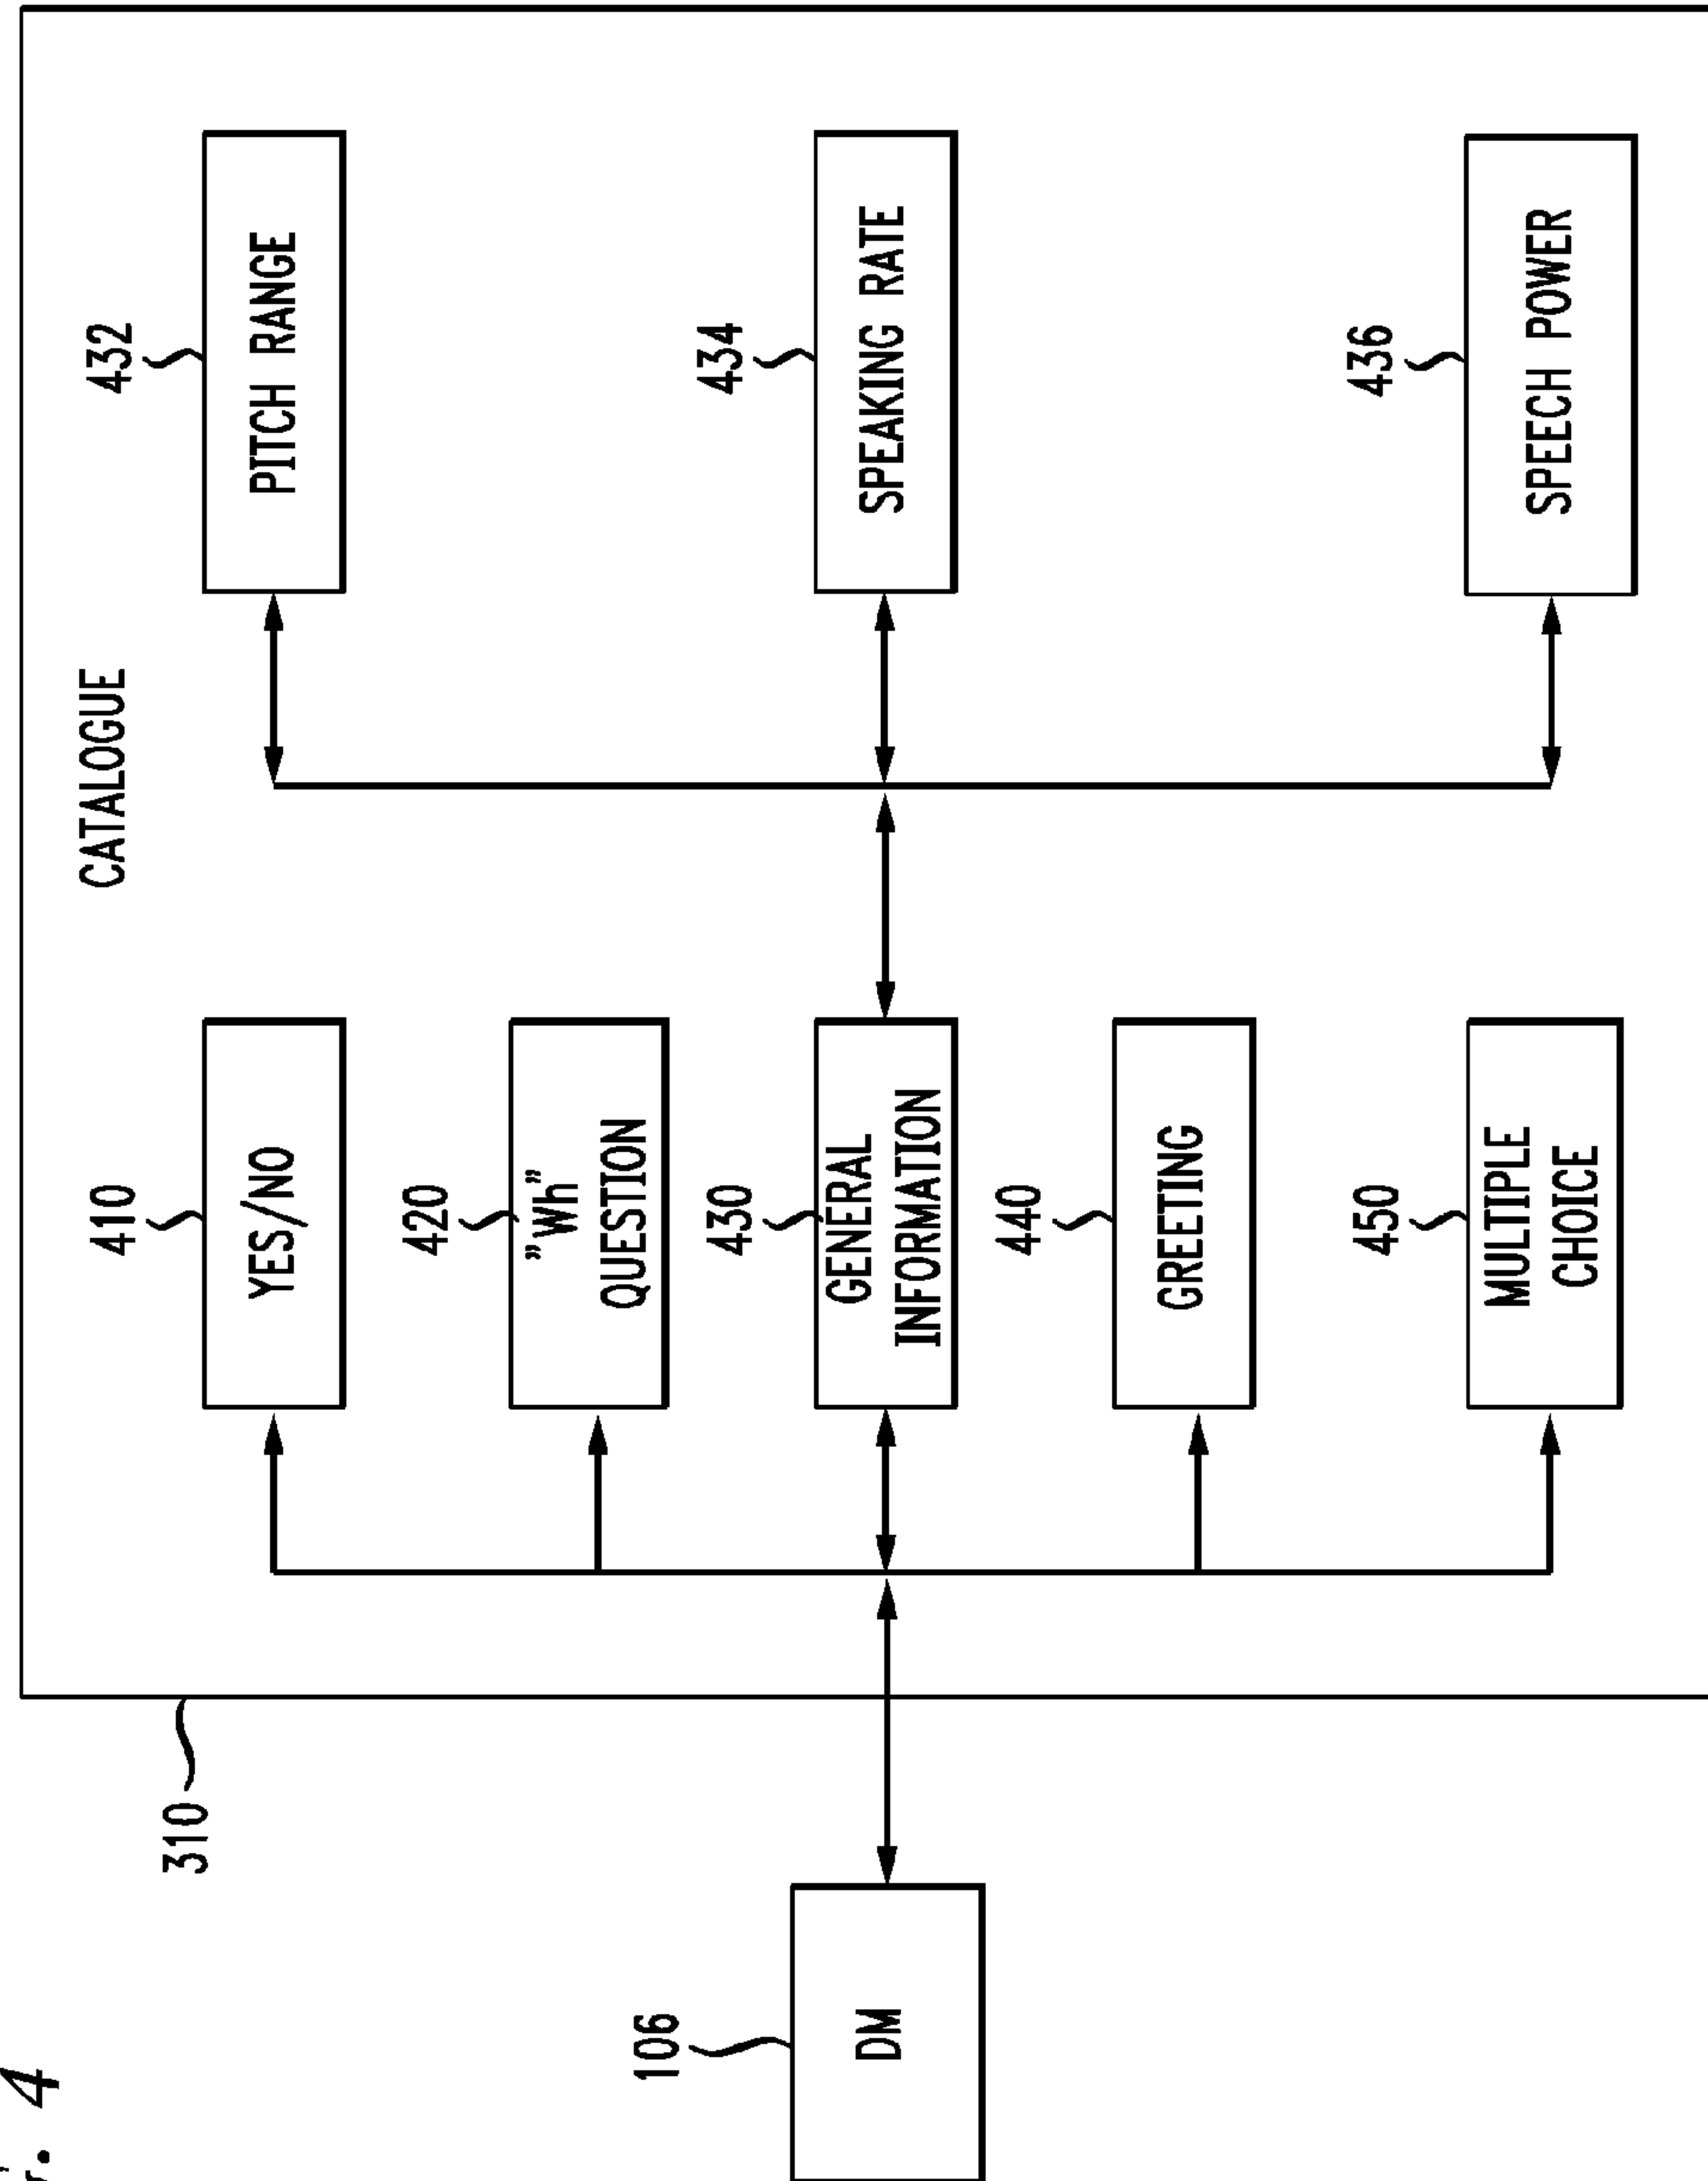 4
CATALOGUE
310
106
DM
410
YES/NO
420
"Wh"
QUESTION
430
GENERAL
INFORMATION
440
GREETING
450
MULTIPLE
CHOICE
432
PITCH RANGE
434
SPEAKING RATE
436
SPEECH POWER